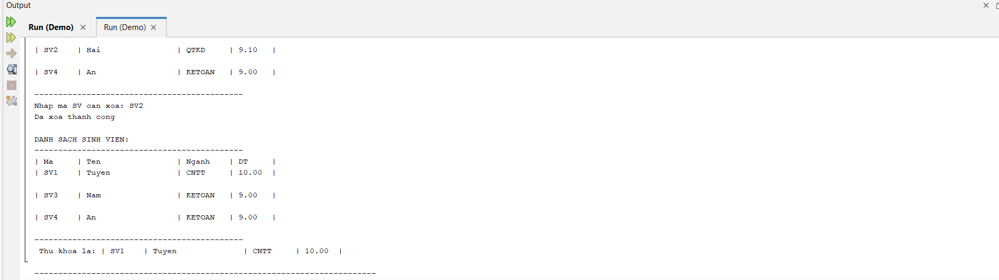 Output
Run (Demo) Run (Demo)
| SV2 | Hai | QTKD | 9.10 |
| SV4 | An | KETOAN | 9.00 |
--------------------------------------------
Nhap ma SV can xoa: SV2
Da xoa thanh cong
DANH SACH SINH VIEN:
--------------------------------------------
| Ma | Ten | Nganh | DT |
| SV1 | Tuyen | CNTT | 10.00 |
| SV3 | Nam | KETOAN | 9.00 |
| SV4 | An | KETOAN | 9.00 |
--------------------------------------------
Thu khoa la: | SV1 | Tuyen | CNTT | 10.00 |
------------------------------------------------------------------------